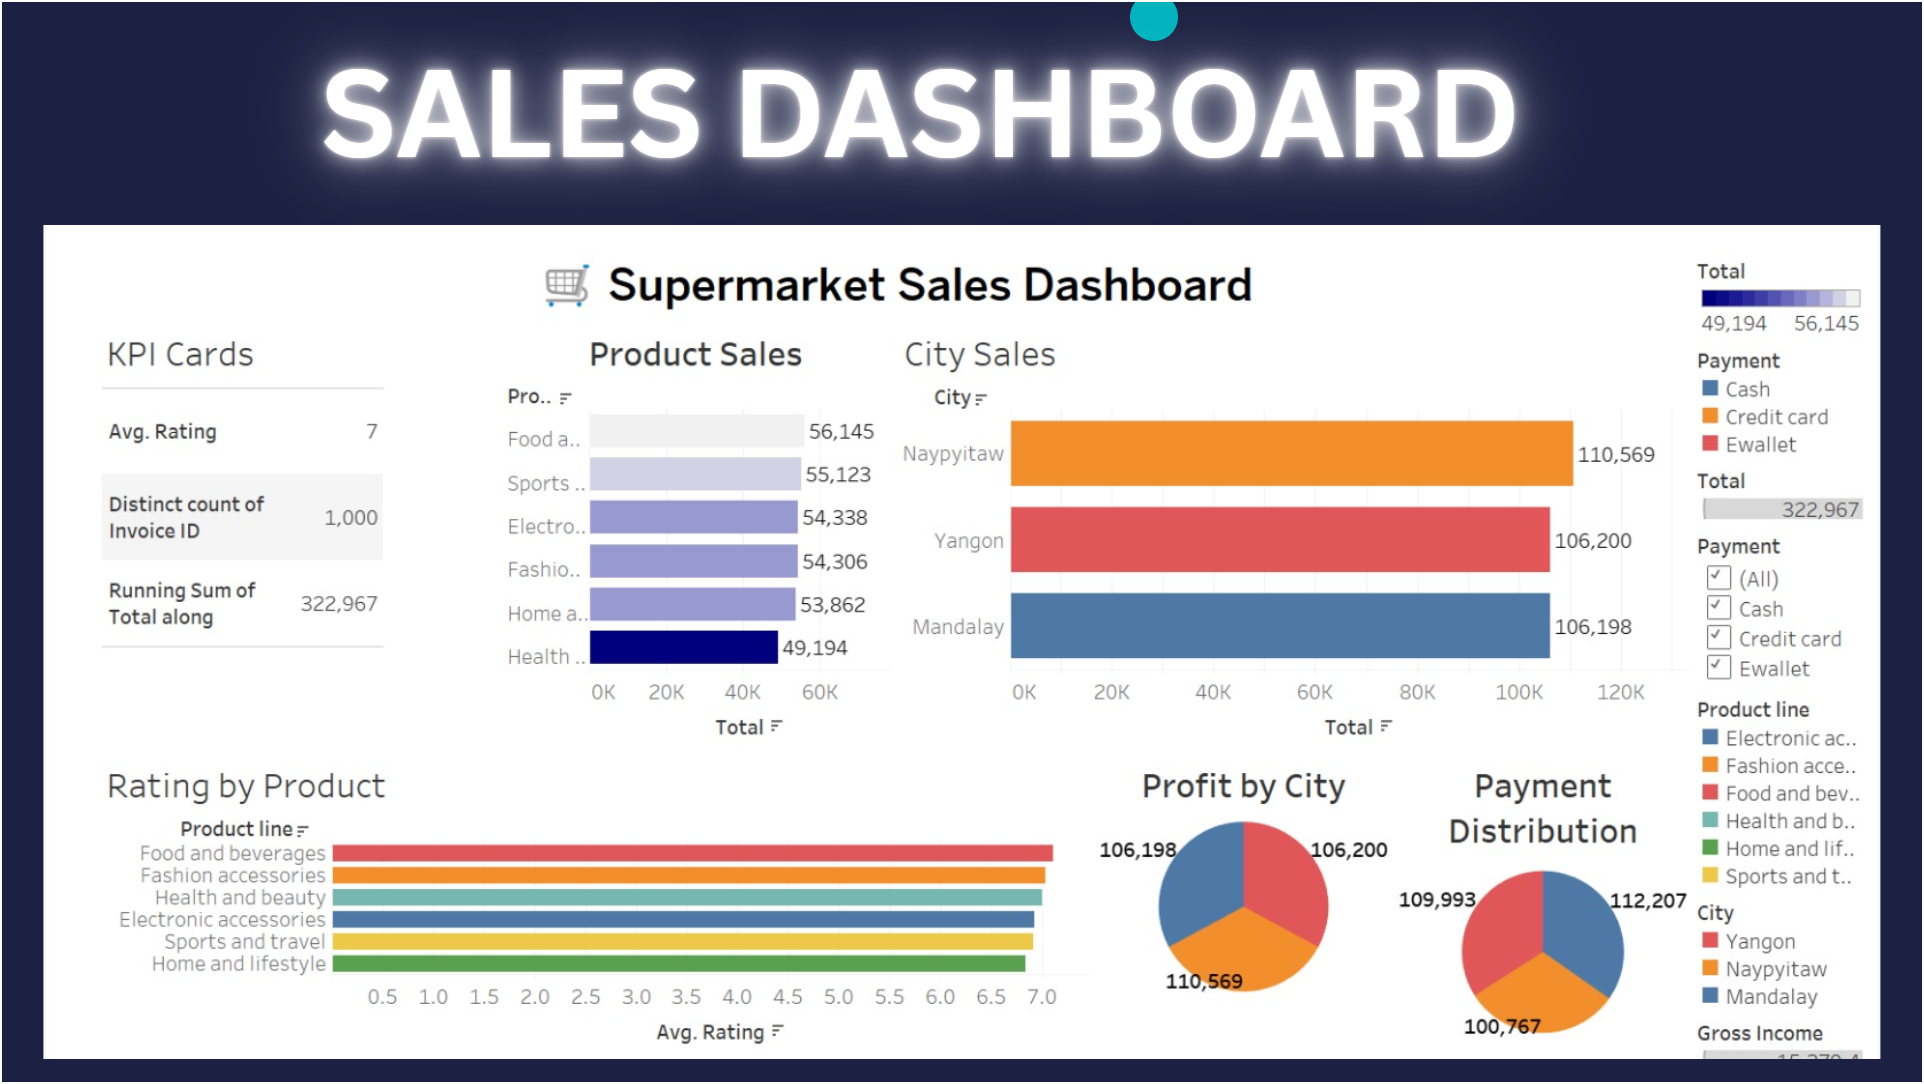 SALES DASHBOARD
Supermarket Sales Dashboard
KPI Cards
Avg. Rating 7
Distinct count of
Invoice ID 1,000
Running Sum of
Total along 322,967
Product Sales
Pro..
Food a.. 56,145
Sports .. 55,123
Electro.. 54,338
Fashio.. 54,306
Home a.. 53,862
Health .. 49,194
0K 20K 40K 60K
Total
City Sales
City
Naypyitaw 110,569
Yangon 106,200
Mandalay 106,198
0K 20K 40K 60K 80K 100K 120K
Total
Rating by Product
Product line
Food and beverages
Fashion accessories
Health and beauty
Electronic accessories
Sports and travel
Home and lifestyle
0.5 1.0 1.5 2.0 2.5 3.0 3.5 4.0 4.5 5.0 5.5 6.0 6.5 7.0
Avg. Rating
Profit by City
106,198 106,200
110,569
Payment
Distribution
109,993 112,207
100,767
Total
49,194 56,145
Payment
Cash
Credit card
Ewallet
Total
322,967
Payment
(All)
Cash
Credit card
Ewallet
Product line
Electronic ac..
Fashion acce..
Food and bev..
Health and b..
Home and lif..
Sports and t..
City
Yangon
Naypyitaw
Mandalay
Gross Income